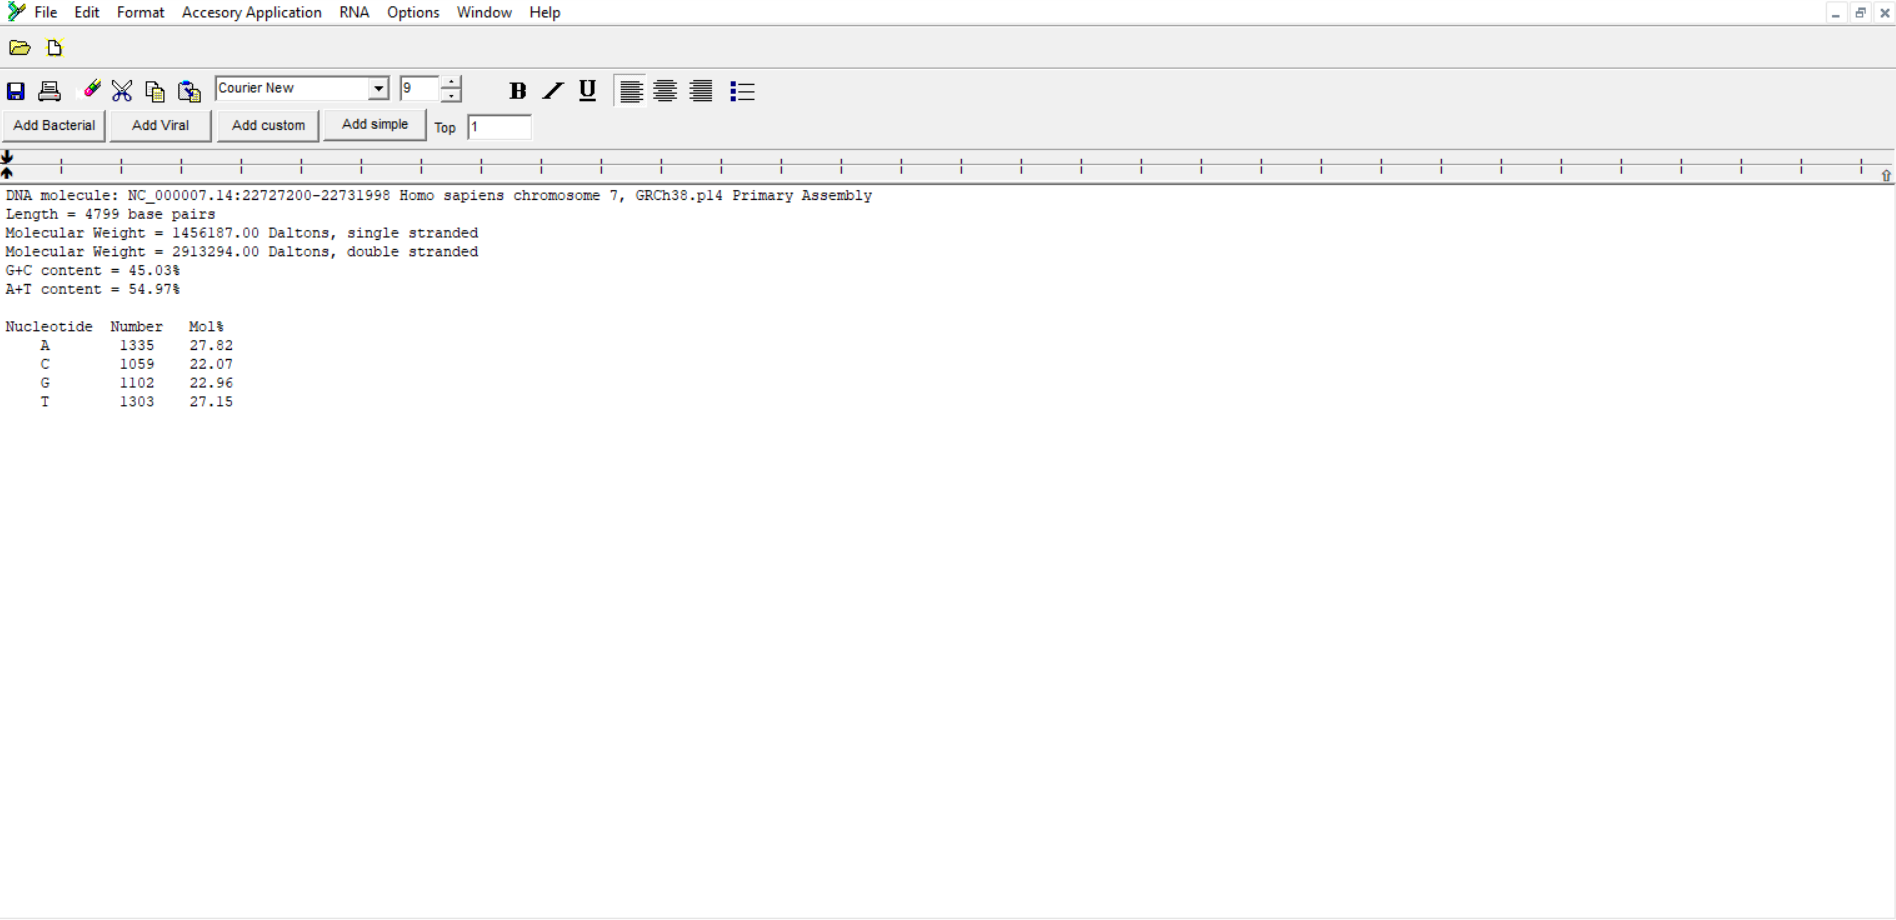 File Edit Format Accesory Application RNA Options Window Help
Courier New 9 B I U
Add Bacterial Add Viral Add custom Add simple Top 1
DNA molecule: NC_000007.14:22727200-22731998 Homo sapiens chromosome 7, GRCh38.p14 Primary Assembly
Length = 4799 base pairs
Molecular Weight = 1456187.00 Daltons, single stranded
Molecular Weight = 2913294.00 Daltons, double stranded
G+C content = 45.03%
A+T content = 54.97%
Nucleotide Number Mol%
A 1335 27.82
C 1059 22.07
G 1102 22.96
T 1303 27.15